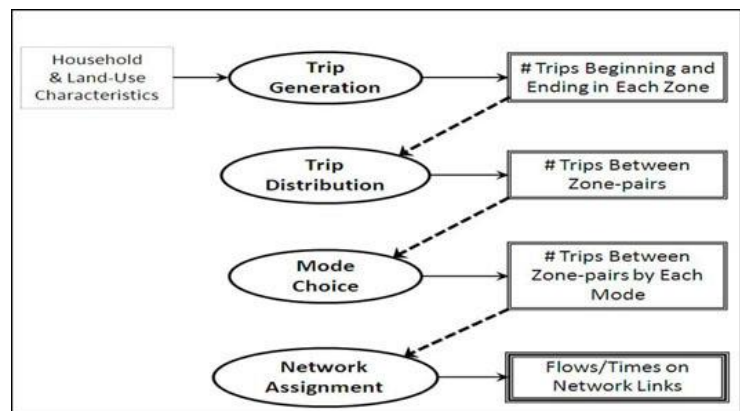 Household
& Land-Use
Characteristics
Trip
Generation
# Trips Beginning and
Ending in Each Zone
Trip
Distribution
# Trips Between
Zone-pairs
Mode
Choice
# Trips Between
Zone-pairs by Each
Mode
Network
Assignment
Flows/Times on
Network Links